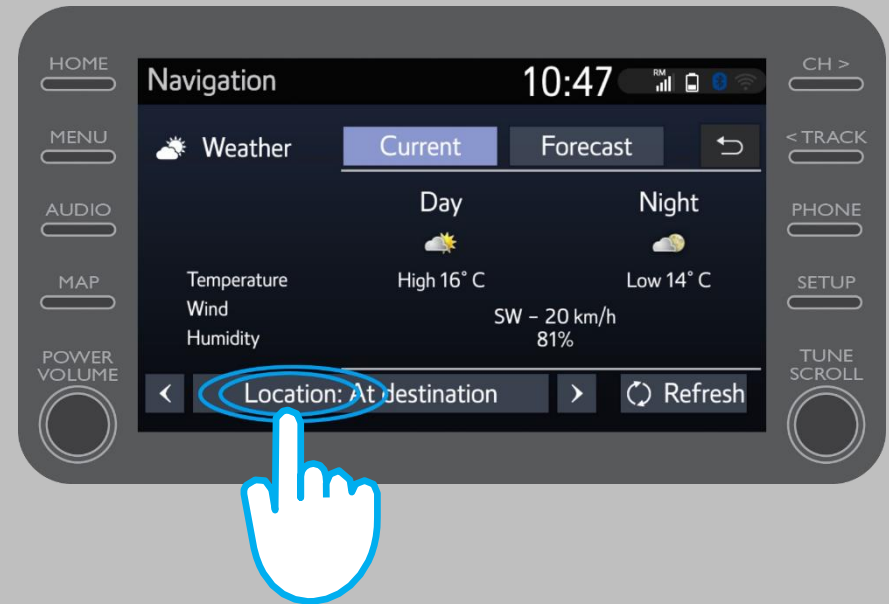 HOME
MENU
AUDIO
MAP
POWER
VOLUME
Navigation 10:47 RM
Weather Current Forecast
Day Night
Temperature High 16° C Low 14° C
Wind SW – 20 km/h
Humidity 81%
< Location: At destination > Refresh
CH >
< TRACK
PHONE
SETUP
TUNE
SCROLL